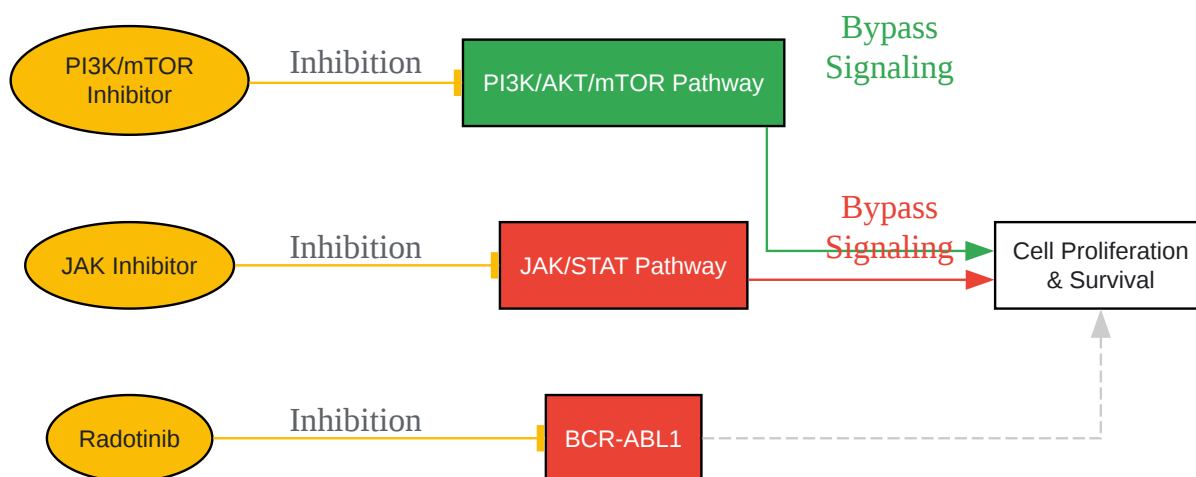 PI3K/mTOR
Inhibitor
Inhibition
PI3K/AKT/mTOR Pathway
Bypass
Signaling
JAK Inhibitor
Inhibition
JAK/STAT Pathway
Bypass
Signaling
Cell Proliferation
& Survival
Radotinib
Inhibition
BCR-ABL1